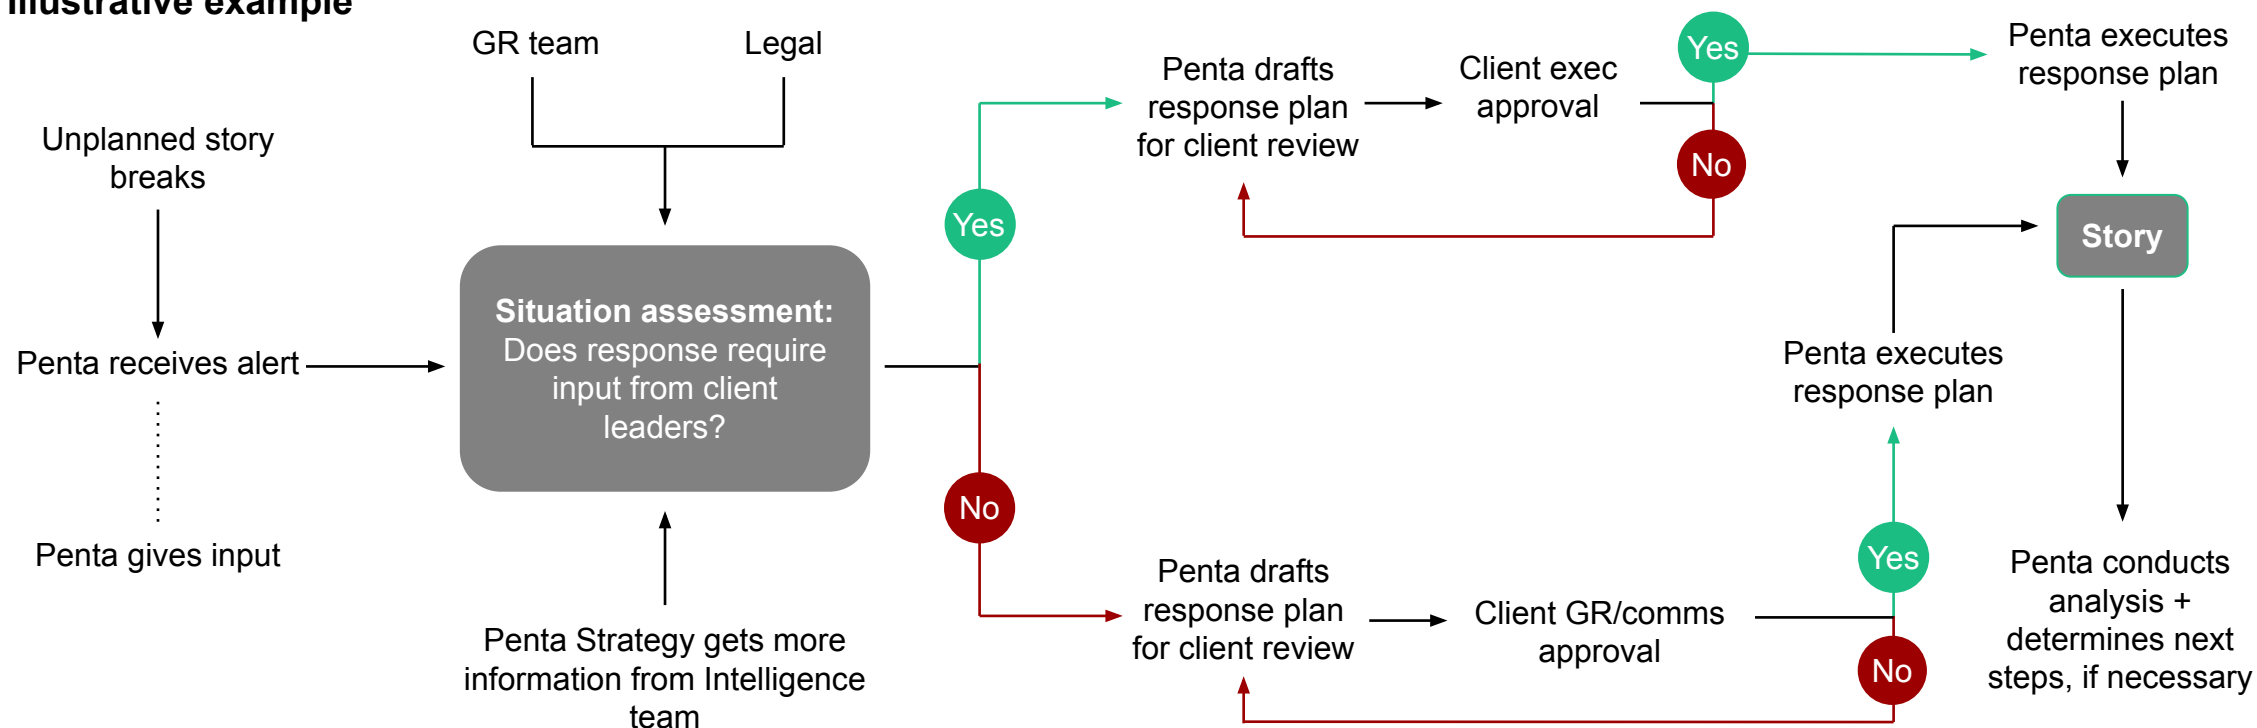 Illustrative example
GR team
Legal
Unplanned story
breaks
Penta receives alert
Penta gives input
Situation assessment:
Does response require
input from client
leaders?
Penta Strategy gets more
information from Intelligence
team
Yes
No
Penta drafts
response plan
for client review
Client exec
approval
Yes
No
Penta executes
response plan
Story
Penta drafts
response plan
for client review
Client GR/comms
approval
Yes
No
Penta executes
response plan
Penta conducts
analysis +
determines next
steps, if necessary